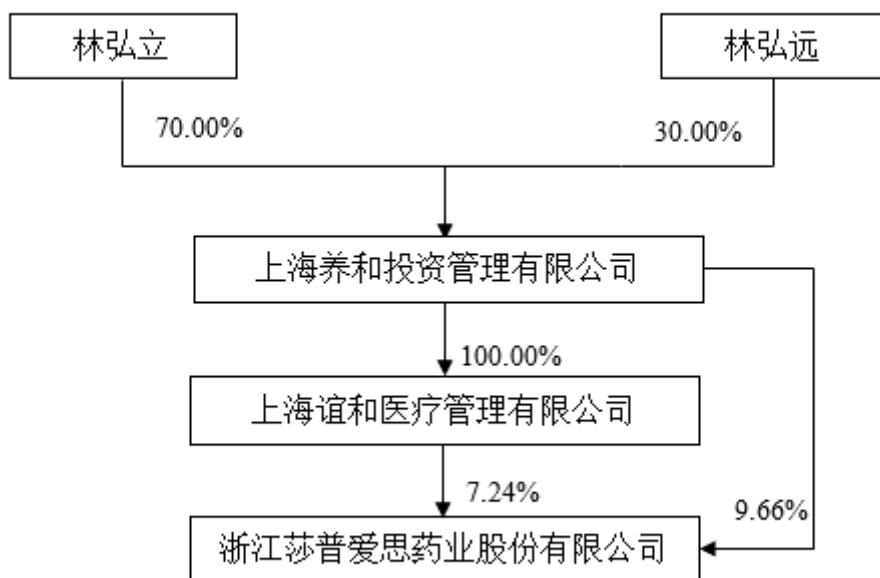 林弘立
林弘远
70.00%
30.00%
上海养和投资管理有限公司
100.00%
上海谊和医疗管理有限公司
7.24%
9.66%
浙江莎普爱思药业股份有限公司